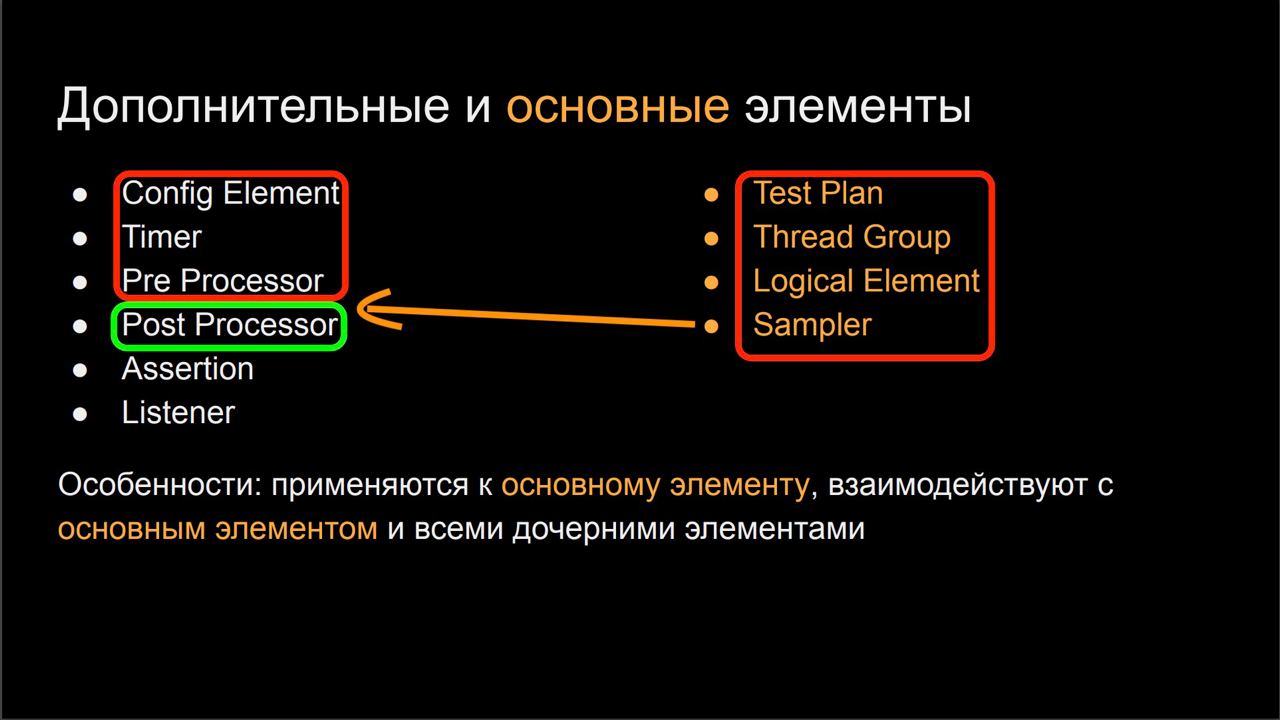 Дополнительные и основные элементы
Config Element
Timer
Pre Processor
Post Processor
Assertion
Listener
Test Plan
Thread Group
Logical Element
Sampler
Особенности: применяются к основному элементу, взаимодействуют с
основным элементом и всеми дочерними элементами